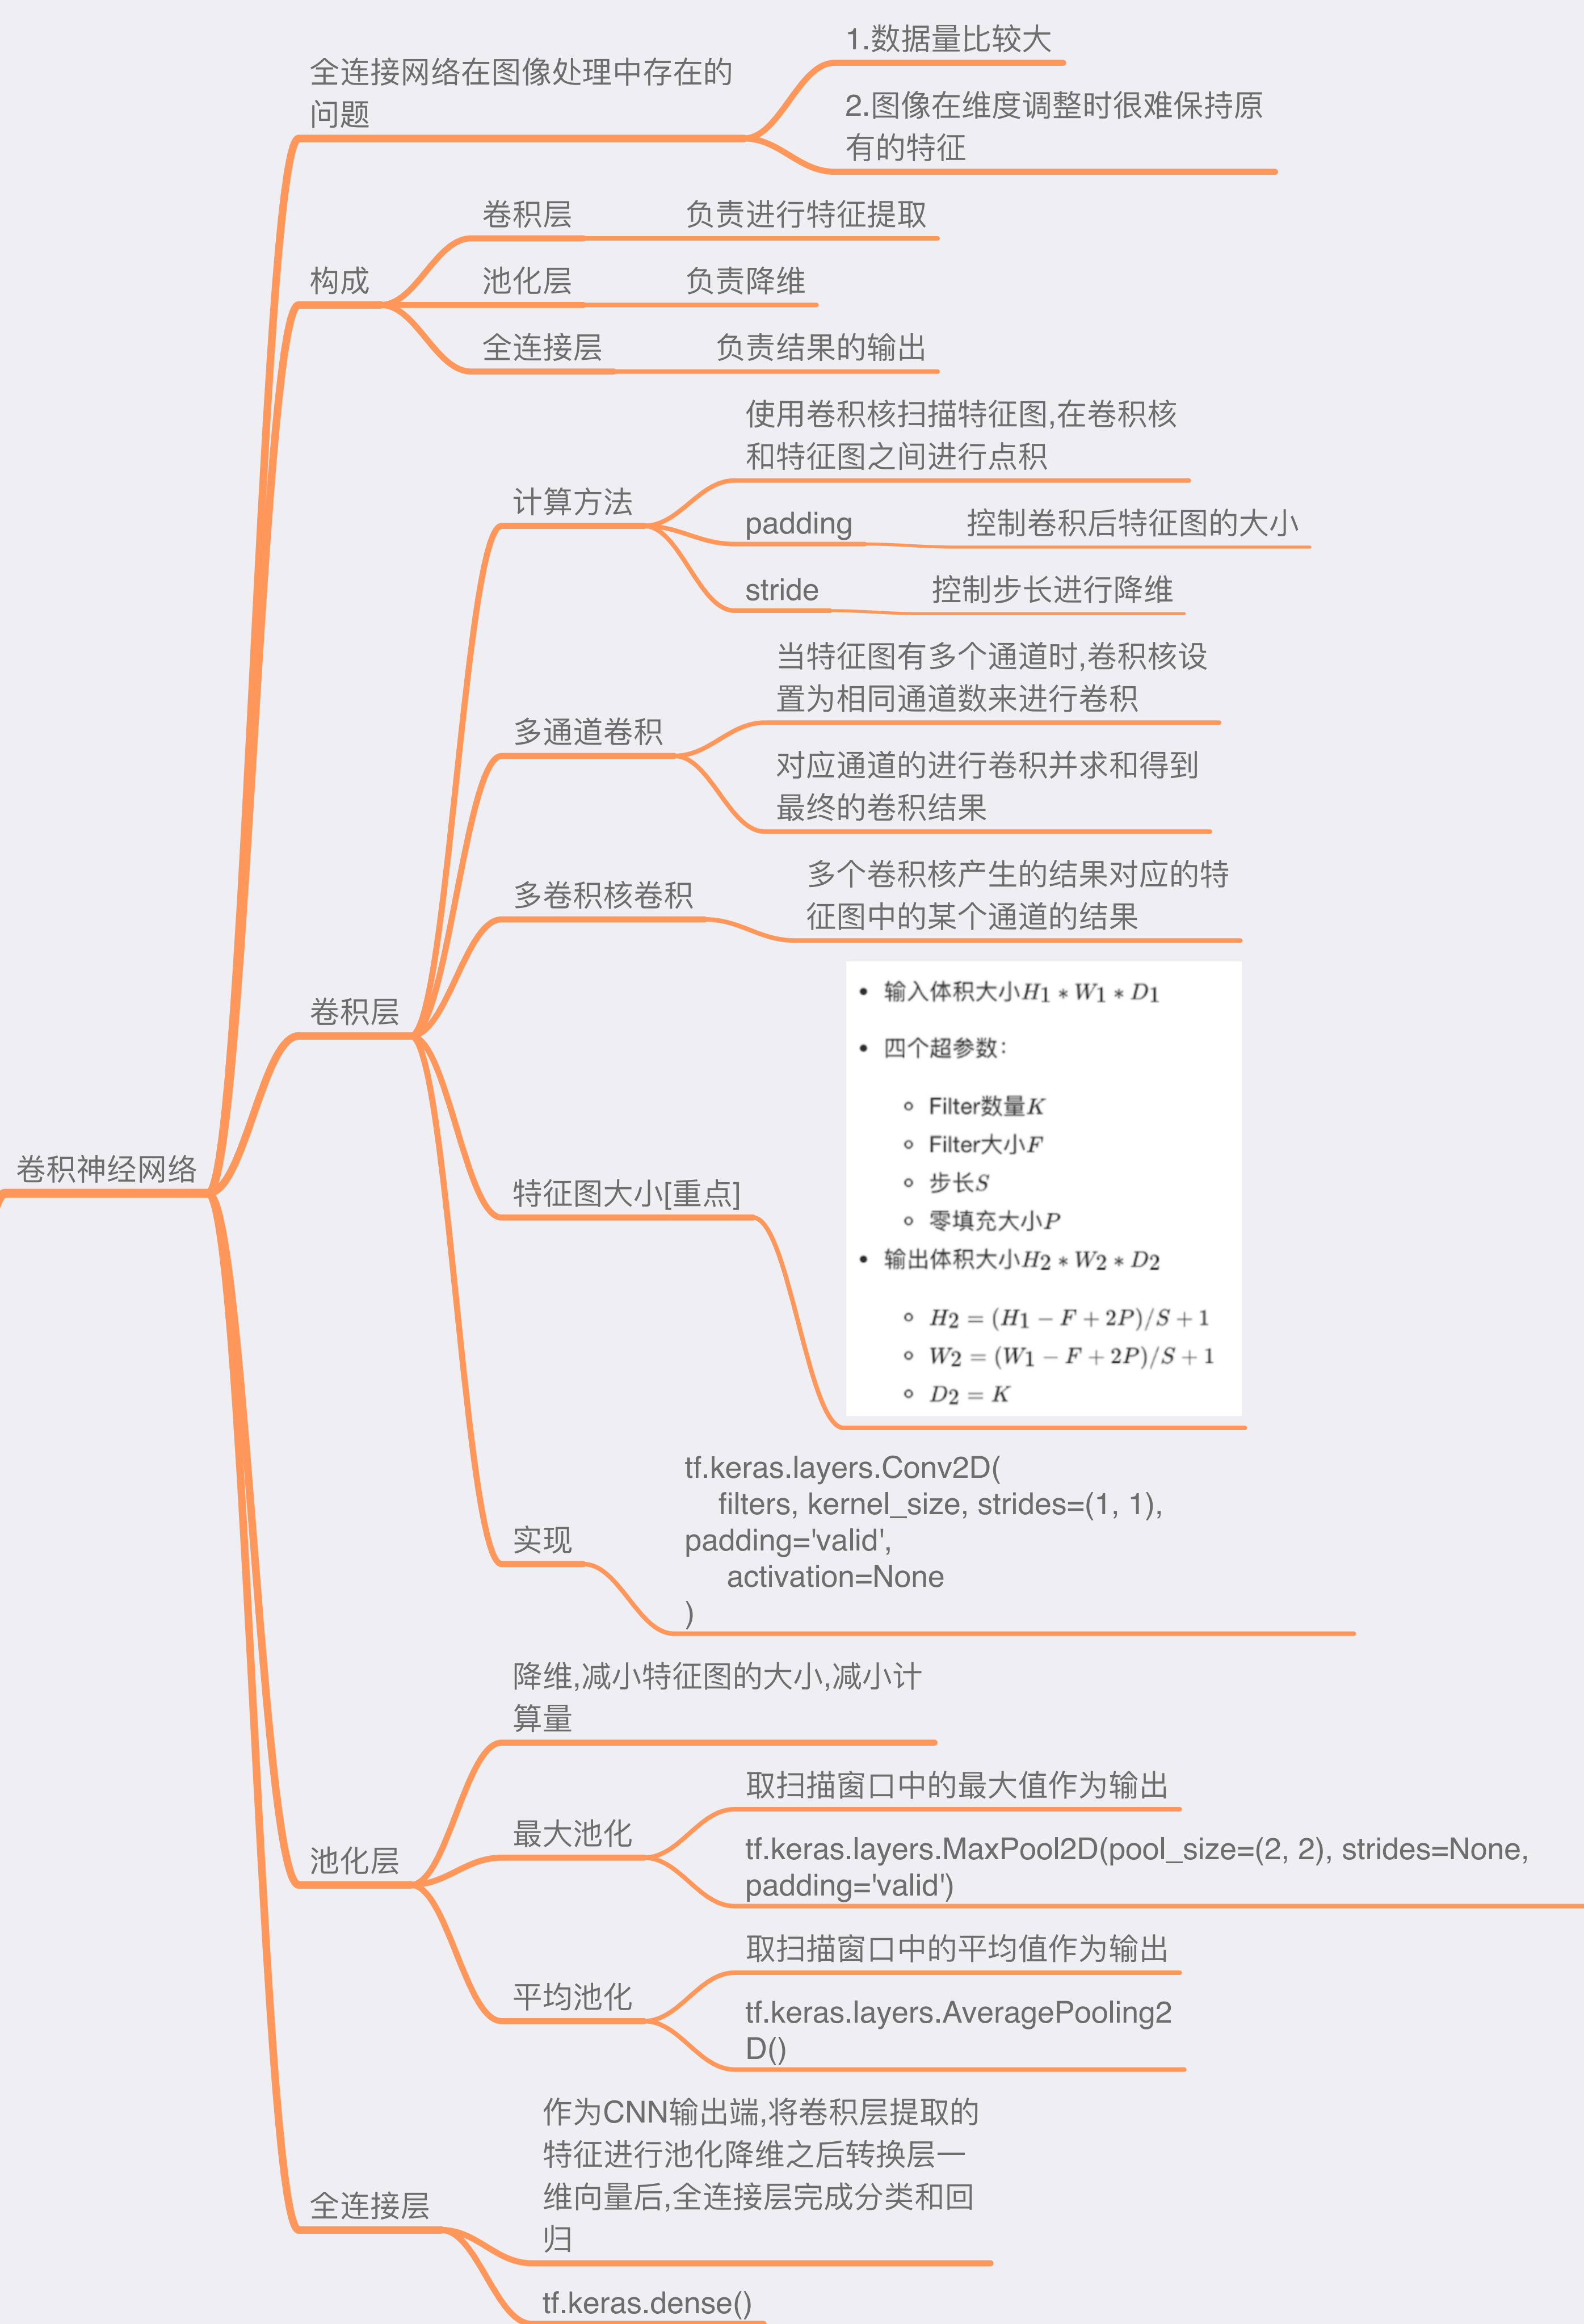 1.数据量比较大
全连接网络在图像处理中存在的
问题
2.图像在维度调整时很难保持原
有的特征
卷积层
负责进行特征提取
构成
池化层
负责降维
全连接层
负责结果的输出
使用卷积核扫描特征图,在卷积核
和特征图之间进行点积
计算方法
padding
控制卷积后特征图的大小
stride
控制步长进行降维
当特征图有多个通道时,卷积核设
置为相同通道数来进行卷积
多通道卷积
对应通道的进行卷积并求和得到
最终的卷积结果
多卷积核卷积
多个卷积核产生的结果对应的特
征图中的某个通道的结果
卷积层
• 输入体积大小H1 ∗ W1 ∗ D1
• 四个超参数：
◦ Filter数量K
◦ Filter大小F
◦ 步长S
◦ 零填充大小P
• 输出体积大小H2 ∗ W2 ∗ D2
◦ H2 = (H1 − F + 2P)/S + 1
◦ W2 = (W1 − F + 2P)/S + 1
◦ D2 = K
卷积神经网络
特征图大小[重点]
tf.keras.layers.Conv2D(
filters, kernel_size, strides=(1, 1),
padding='valid',
activation=None
)
实现
降维,减小特征图的大小,减小计
算量
取扫描窗口中的最大值作为输出
最大池化
tf.keras.layers.MaxPool2D(pool_size=(2, 2), strides=None,
padding='valid')
池化层
取扫描窗口中的平均值作为输出
平均池化
tf.keras.layers.AveragePooling2
D()
作为CNN输出端,将卷积层提取的
特征进行池化降维之后转换层一
维向量后,全连接层完成分类和回
归
全连接层
tf.keras.dense()